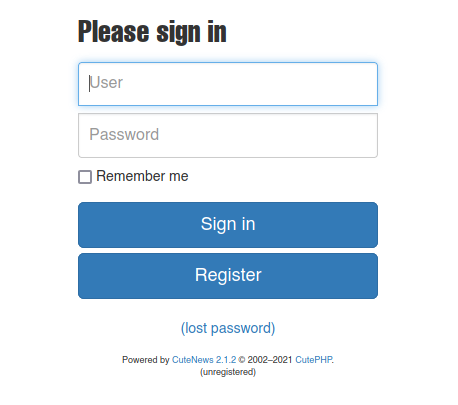 Please sign in
User
Password
Remember me
Sign in
Register
(lost password)
Powered by CuteNews 2.1.2 © 2002–2021 CutePHP.
(unregistered)